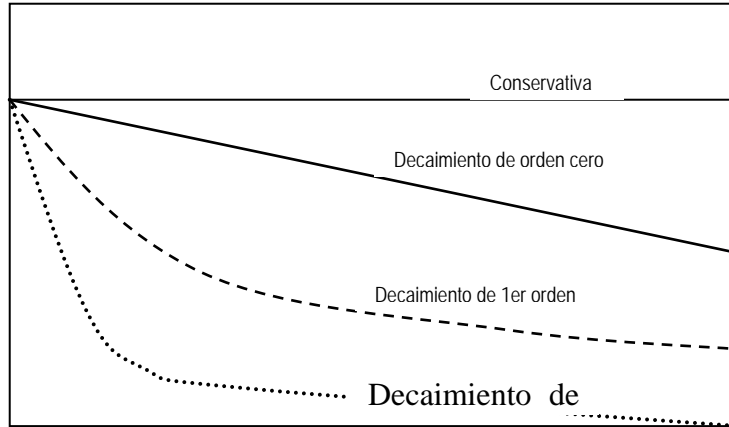 Conservativa
Decaimiento de orden cero
Decaimiento de 1er orden
Decaimiento de